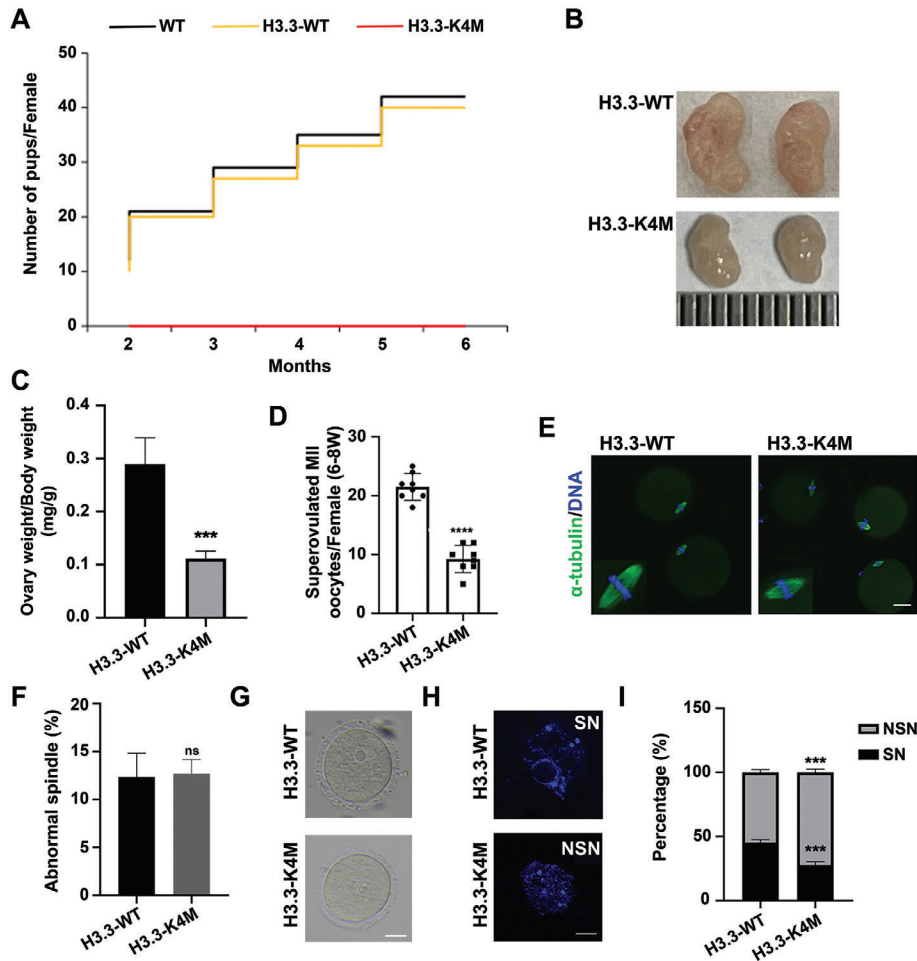 A
WT H3.3-WT H3.3-K4M
Number of pups/Female
50
40
30
20
10
0
2 3 4 5 6
Months
B
H3.3-WT
H3.3-K4M
C
Ovary weight/Body weight
(mg/g)
0.4
0.3
0.2
0.1
0.0
***
H3.3-WT
H3.3-K4M
D
Superovulated MII
oocytes/Female (6-8W)
30
20
10
0
****
H3.3-WT
H3.3-K4M
E
H3.3-WT H3.3-K4M
α-tubulin/DNA
F
Abnormal spindle (%)
20
15
10
5
0
ns
H3.3-WT
H3.3-K4M
G
H3.3-WT
H3.3-K4M
H
H3.3-WT
SN
H3.3-K4M
NSN
I
Percentage (%)
150
100
50
0
***
***
NSN
SN
H3.3-WT
H3.3-K4M